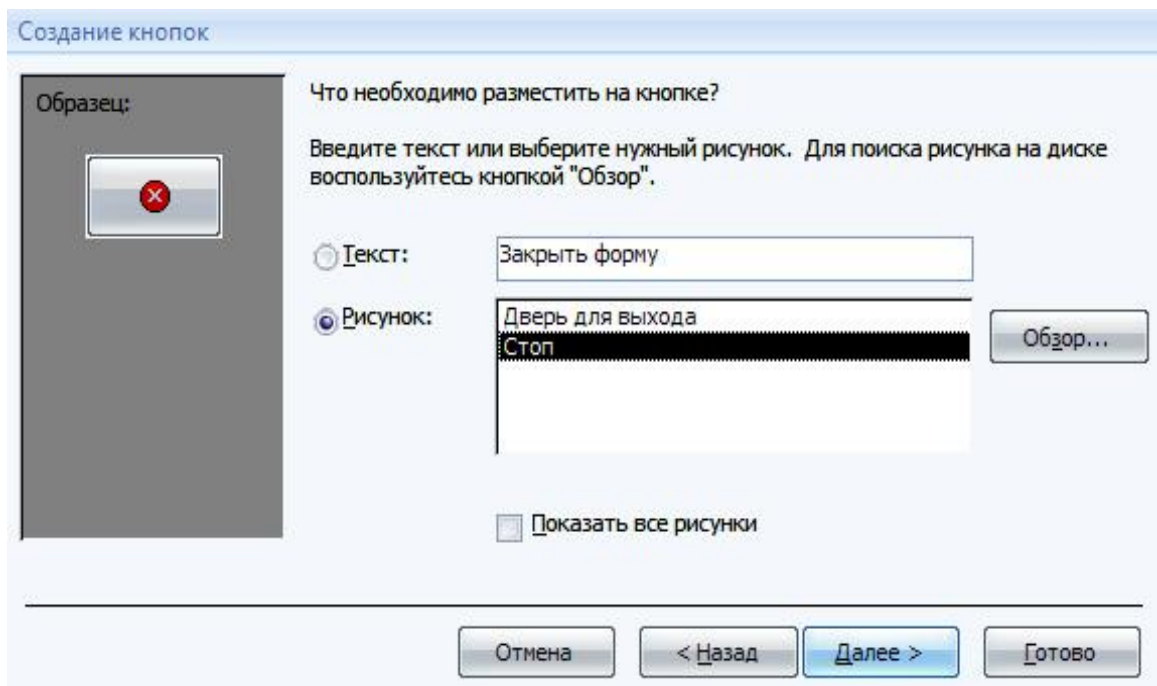 Создание кнопок
Образец:
Что необходимо разместить на кнопке?
Введите текст или выберите нужный рисунок. Для поиска рисунка на диске
воспользуйтесь кнопкой "Обзор".
Текст:
Закрыть форму
Рисунок:
Дверь для выхода
Стоп
Обзор...
Показать все рисунки
Отмена
< Назад
Далее >
Готово